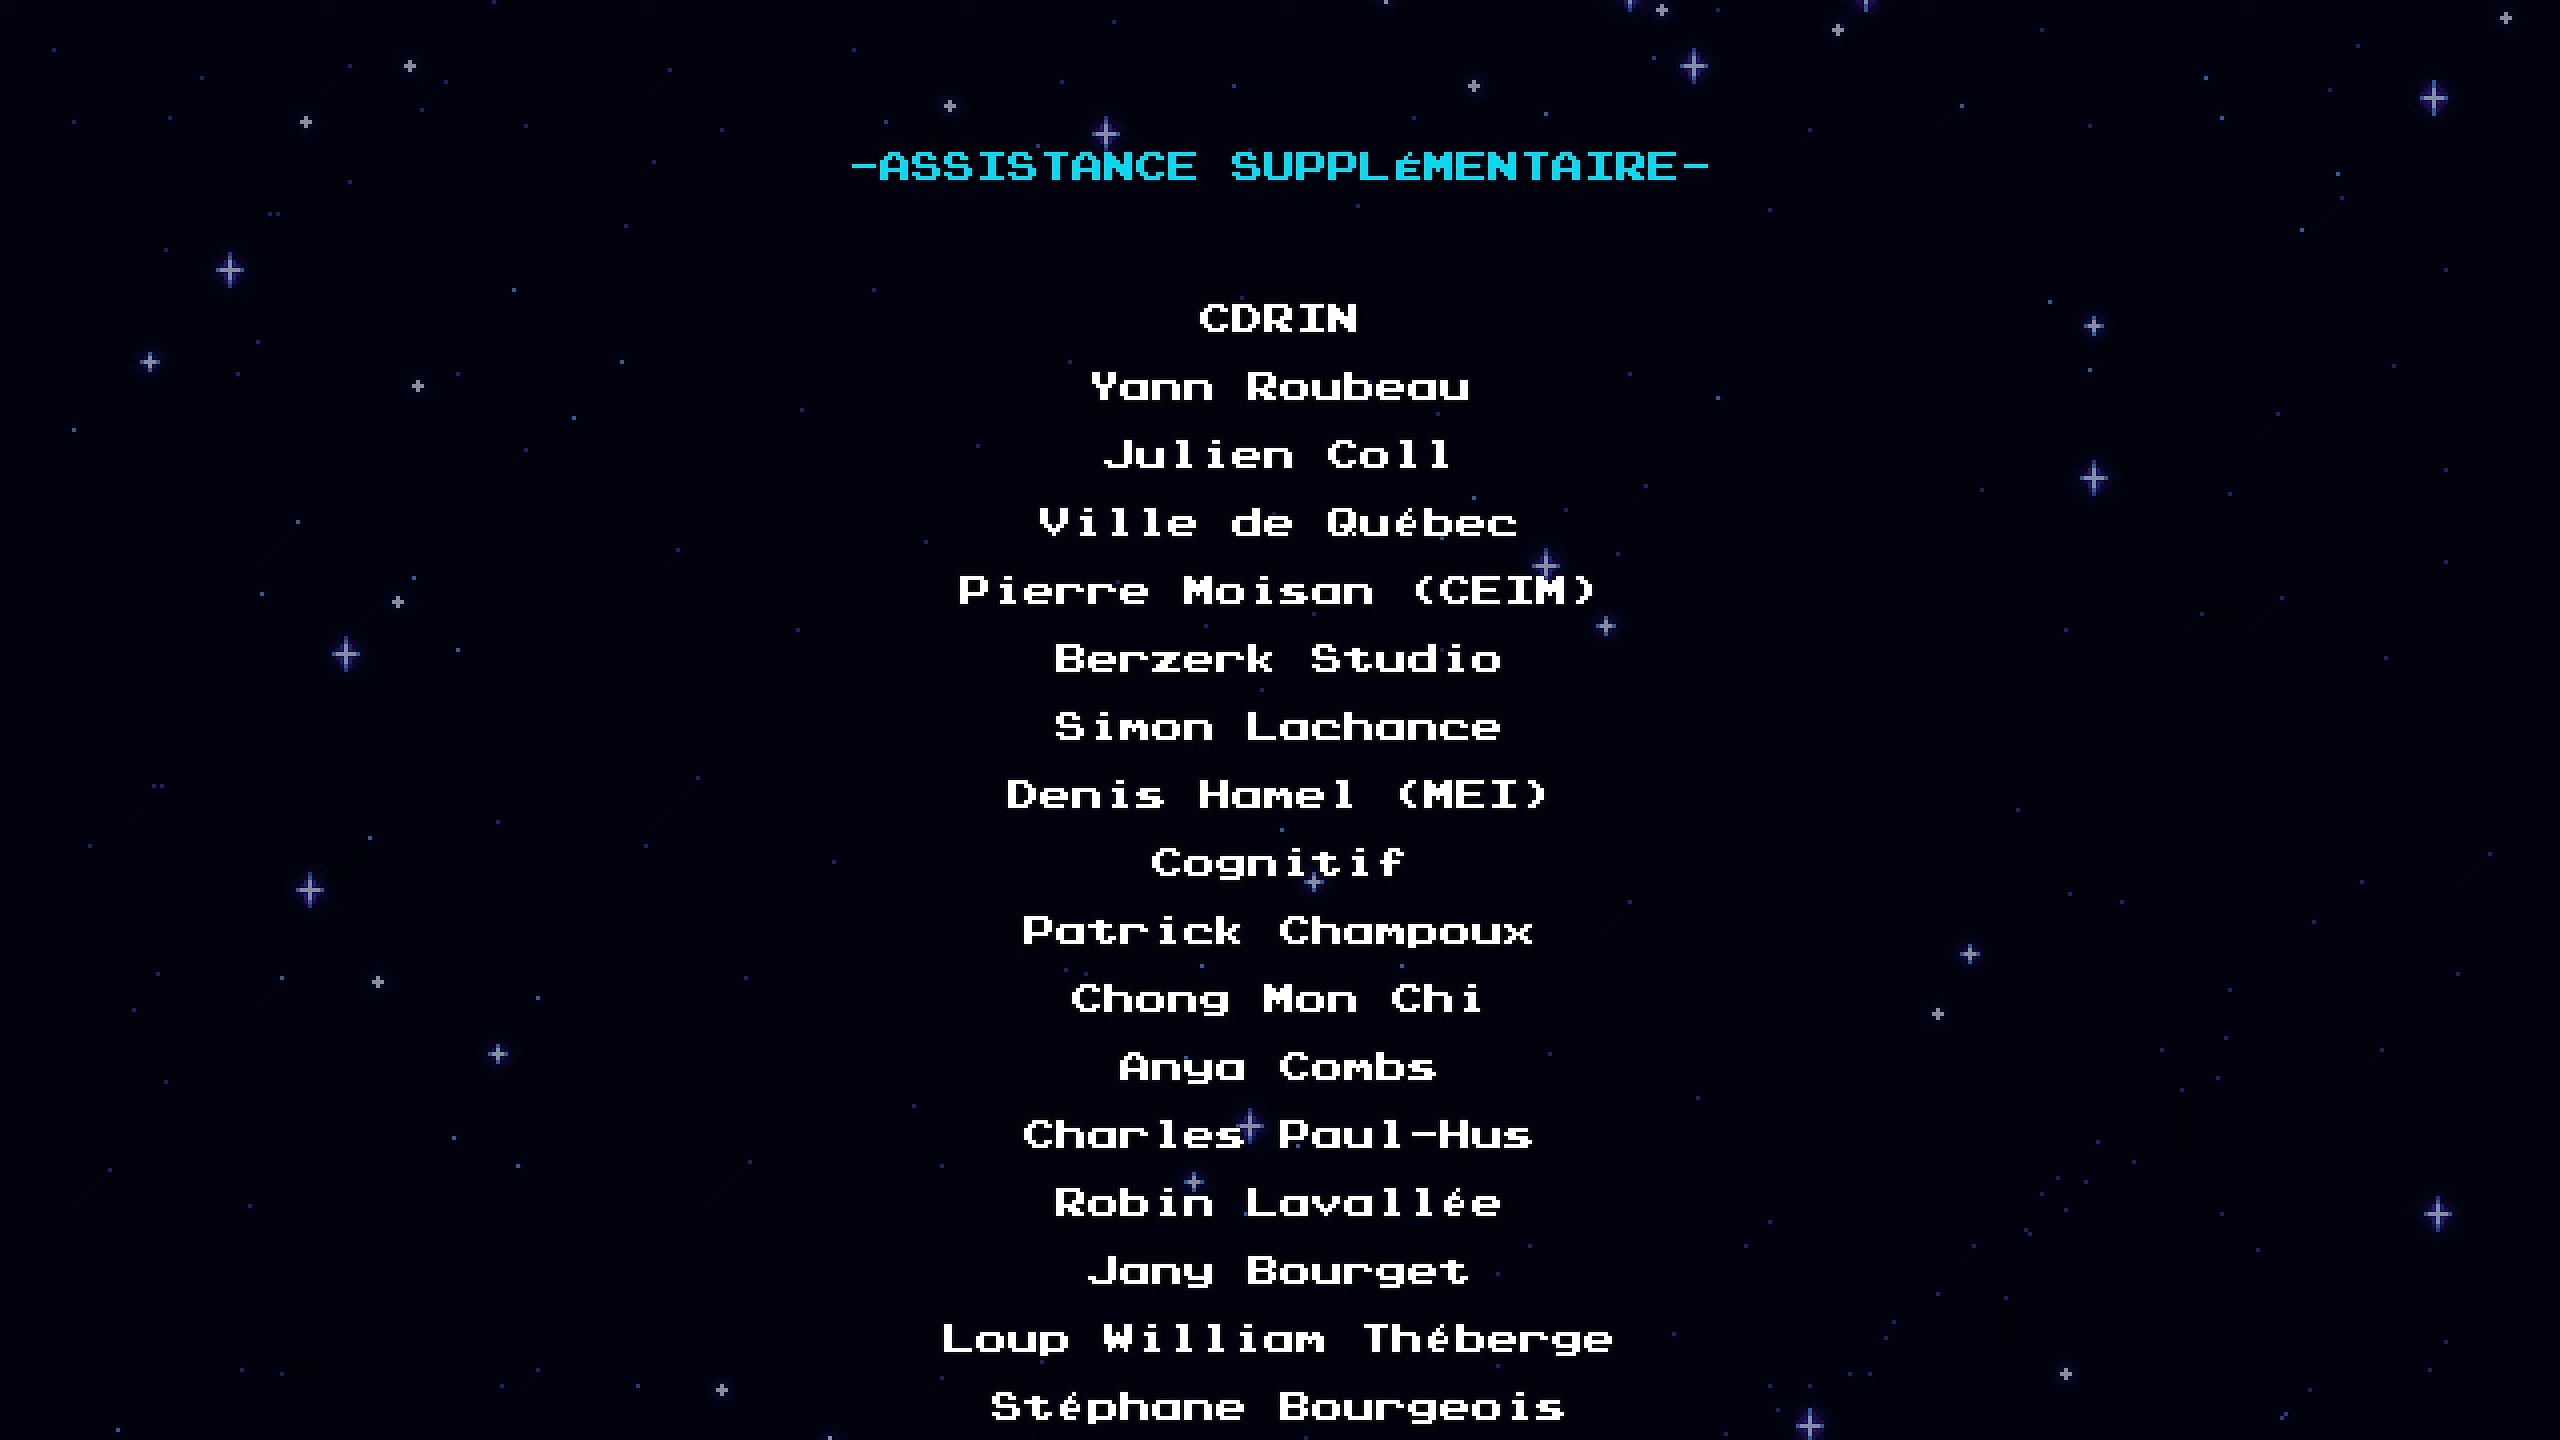 -ASSISTANCE SUPPLéMENTAIRE-
CDRIN
Yann Roubeau
Julien Coll
Ville de Québec
Pierre Moisan (CEIM)
Berzerk Studio
Simon Lachance
Denis Hamel (MEI)
Cognitif
Patrick Champoux
Chong Mon Chi
Anya Combs
Charles Paul-Hus
Robin Lavallée
Jany Bourget
Loup William Théberge
Stéphane Bourgeois